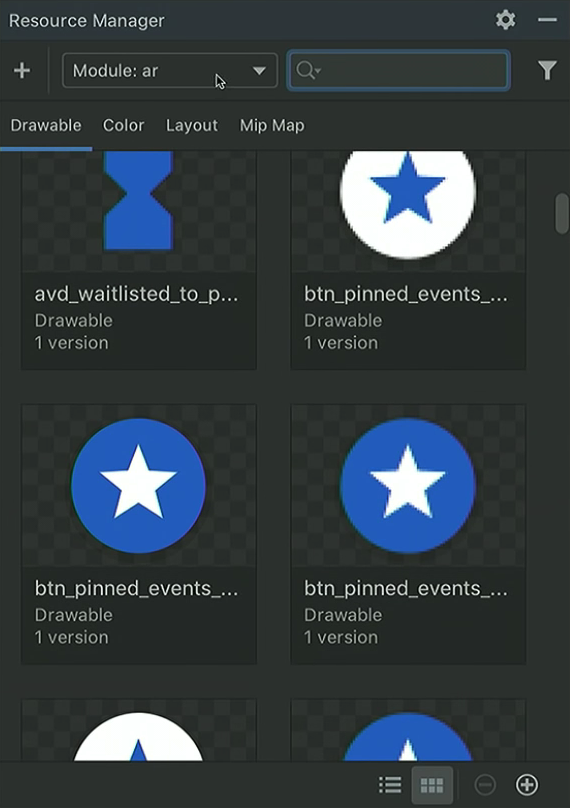 Resource Manager
Module: ar
Drawable Color Layout Mip Map
avd_waitlisted_to_p...
Drawable
1 version
btn_pinned_events_...
Drawable
1 version
btn_pinned_events_...
Drawable
1 version
btn_pinned_events_...
Drawable
1 version